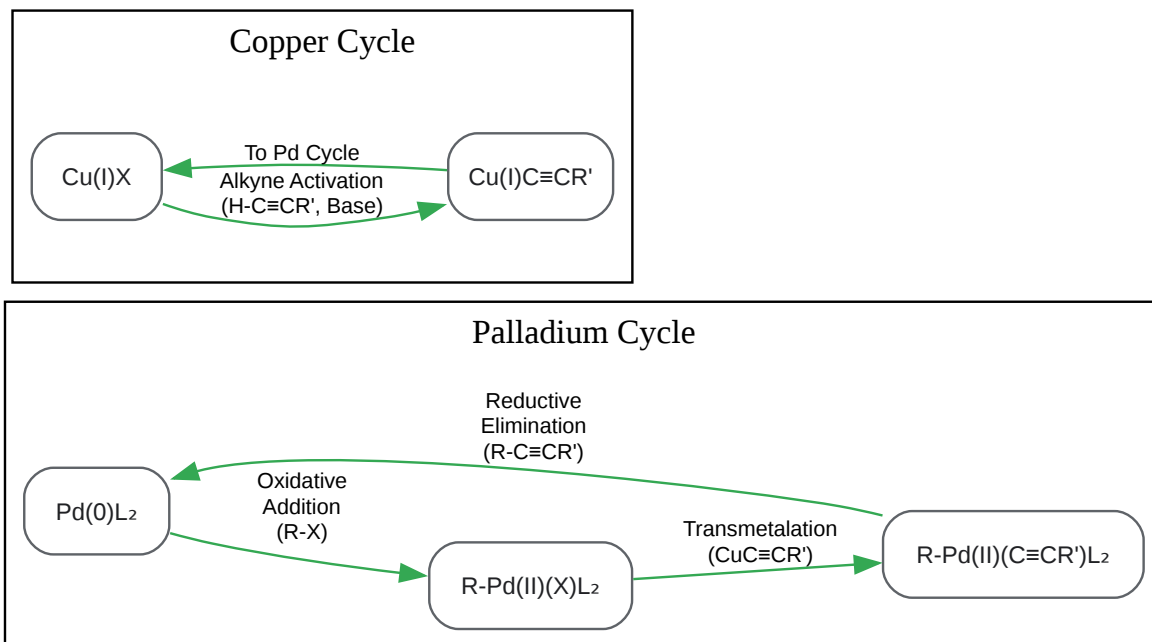 Copper Cycle
Cu(I)X
To Pd Cycle
Alkyne Activation
(H-C≡CR', Base)
Cu(I)C≡CR'
Palladium Cycle
Reductive
Elimination
(R-C≡CR')
Pd(0)L₂
Oxidative
Addition
(R-X)
R-Pd(II)(X)L₂
Transmetalation
(CuC≡CR')
R-Pd(II)(C≡CR')L₂